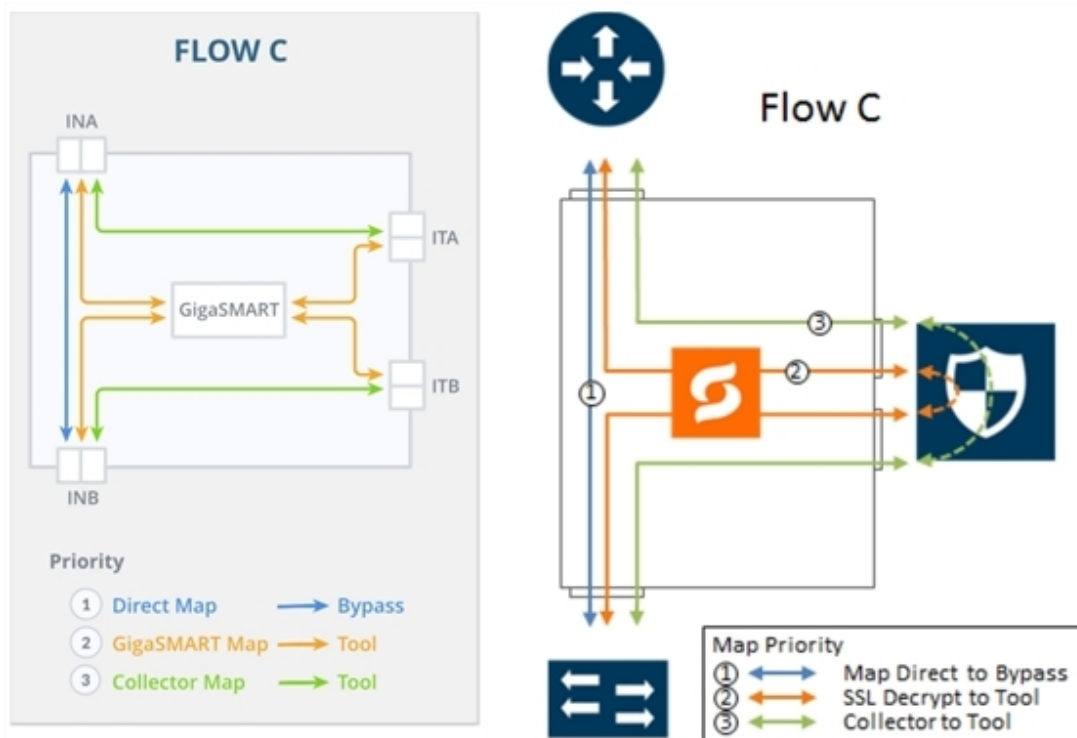 FLOW C
INA
ITA
GigaSMART
ITB
INB
Priority
1 Direct Map Bypass
2 GigaSMART Map Tool
3 Collector Map Tool
Flow C
3
2
1
Map Priority
1 Map Direct to Bypass
2 SSL Decrypt to Tool
3 Collector to Tool